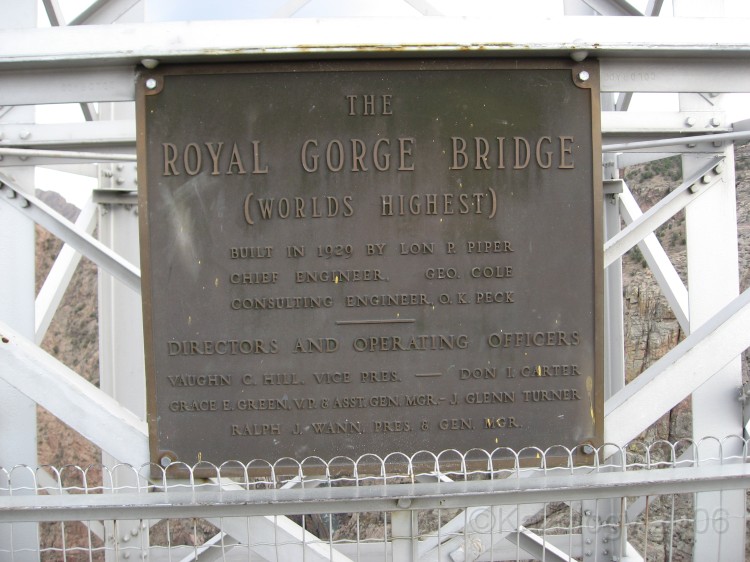 THE
ROYAL GORGE BRIDGE
(WORLDS HIGHEST)
BUILT IN 1929 BY LON P. PIPER
CHIEF ENGINEER. GEO. COLE
CONSULTING ENGINEER, O. K. PECK
DIRECTORS AND OPERATING OFFICERS
VAUGHN C. HILL, VICE PRES. — DON I. CARTER
GRACE E. GREEN, V.P. & ASST. GEN. MGR. - J. GLENN TURNER
RALPH J. WANN, PRES. & GEN. MGR.